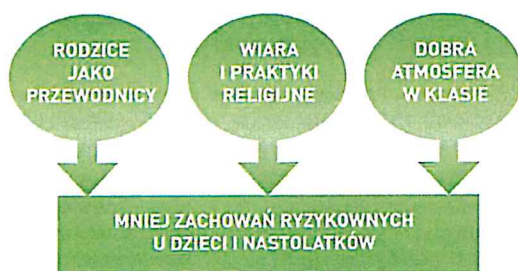 RODZICE
JAKO
PRZEWODNICY
WIARA
I PRAKTYKI
RELIGIJNE
DOBRA
ATMOSFERA
W KLASIE
MNIEJ ZACHOWAŃ RYZYKOWNYCH
U DZIECI I NASTOLATKÓW